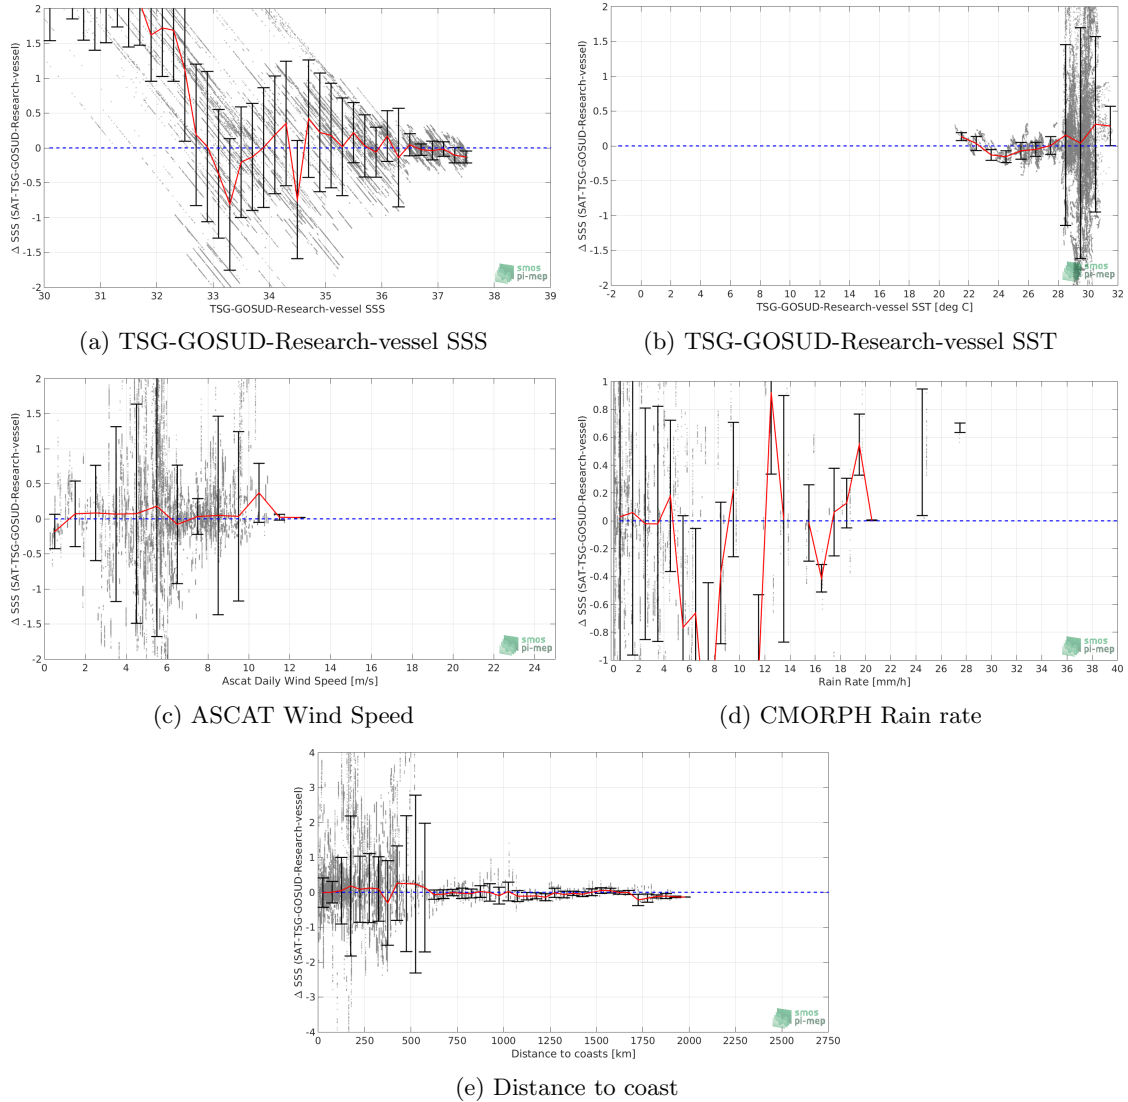 2
1.5
1
0.5
0
-0.5
-1
-1.5
-2
Δ SSS (SAT-TSG-GOSUD-Research-vessel)
30 31 32 33 34 35 36 37 38 39
TSG-GOSUD-Research-vessel SSS
smos
pi-mep
(a) TSG-GOSUD-Research-vessel SSS
2
1.5
1
0.5
0
-0.5
-1
-1.5
-2
Δ SSS (SAT-TSG-GOSUD-Research-vessel)
-2 0 2 4 6 8 10 12 14 16 18 20 22 24 26 28 30 32
TSG-GOSUD-Research-vessel SST [deg C]
smos
pi-mep
(b) TSG-GOSUD-Research-vessel SST
2
1.5
1
0.5
0
-0.5
-1
-1.5
-2
Δ SSS (SAT-TSG-GOSUD-Research-vessel)
0 2 4 6 8 10 12 14 16 18 20 22 24
Ascat Daily Wind Speed [m/s]
smos
pi-mep
(c) ASCAT Wind Speed
1
0.8
0.6
0.4
0.2
0
-0.2
-0.4
-0.6
-0.8
-1
Δ SSS (SAT-TSG-GOSUD-Research-vessel)
0 2 4 6 8 10 12 14 16 18 20 22 24 26 28 30 32 34 36 38 40
Rain Rate [mm/h]
smos
pi-mep
(d) CMORPH Rain rate
4
3
2
1
0
-1
-2
-3
-4
Δ SSS (SAT-TSG-GOSUD-Research-vessel)
0 250 500 750 1000 1250 1500 1750 2000 2250 2500 2750
Distance to coasts [km]
smos
pi-mep
(e) Distance to coast